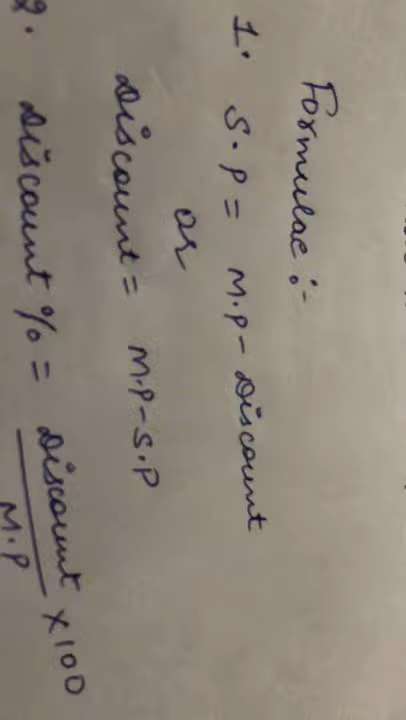 Formulae :-
1. S.P = M.P - Discount
or
Discount = M.P - S.P
2. Discount % = Discount × 100
M.P